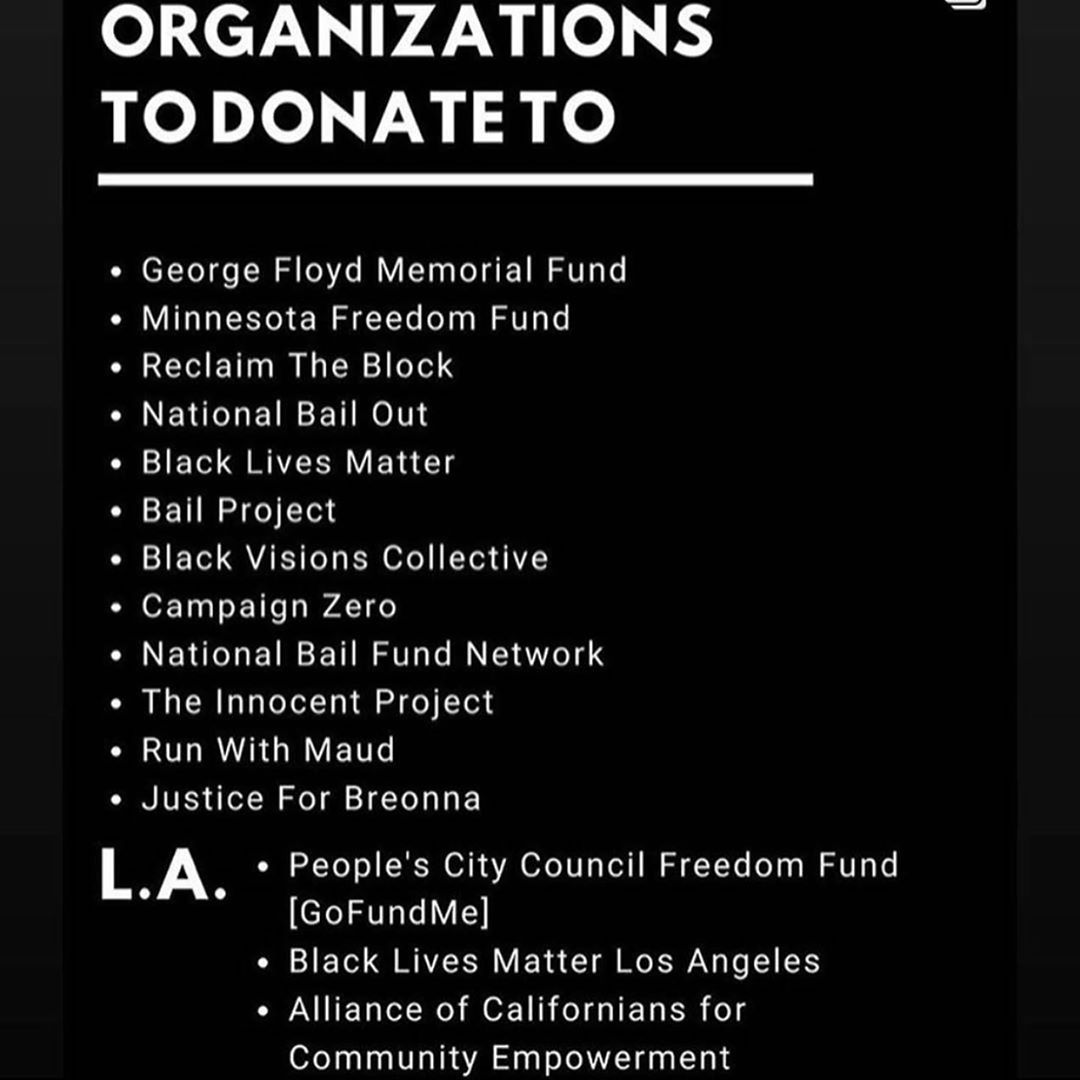 ORGANIZATIONS
TO DONATE TO
• George Floyd Memorial Fund
• Minnesota Freedom Fund
• Reclaim The Block
• National Bail Out
• Black Lives Matter
• Bail Project
• Black Visions Collective
• Campaign Zero
• National Bail Fund Network
• The Innocent Project
• Run With Maud
• Justice For Breonna
L.A. • People's City Council Freedom Fund
[GoFundMe]
• Black Lives Matter Los Angeles
• Alliance of Californians for
Community Empowerment